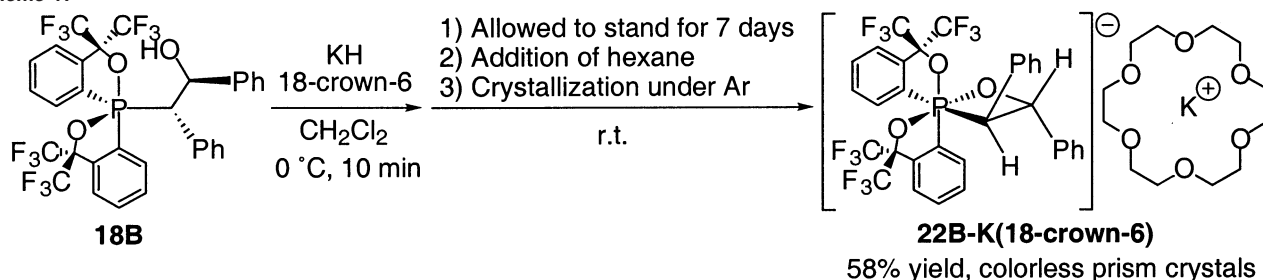 F3C CF3
HO
O
Ph
P
O
Ph
F3C
F3C
18B
KH
18-crown-6
CH2Cl2
0 ˚C, 10 min
1) Allowed to stand for 7 days
2) Addition of hexane
3) Crystallization under Ar
r.t.
F3C CF3
Ph H
O
O
P
O
Ph
H
F3C
F3C
⊖
O
O O
K⊕
O O
O
22B-K(18-crown-6)
58% yield, colorless prism crystals